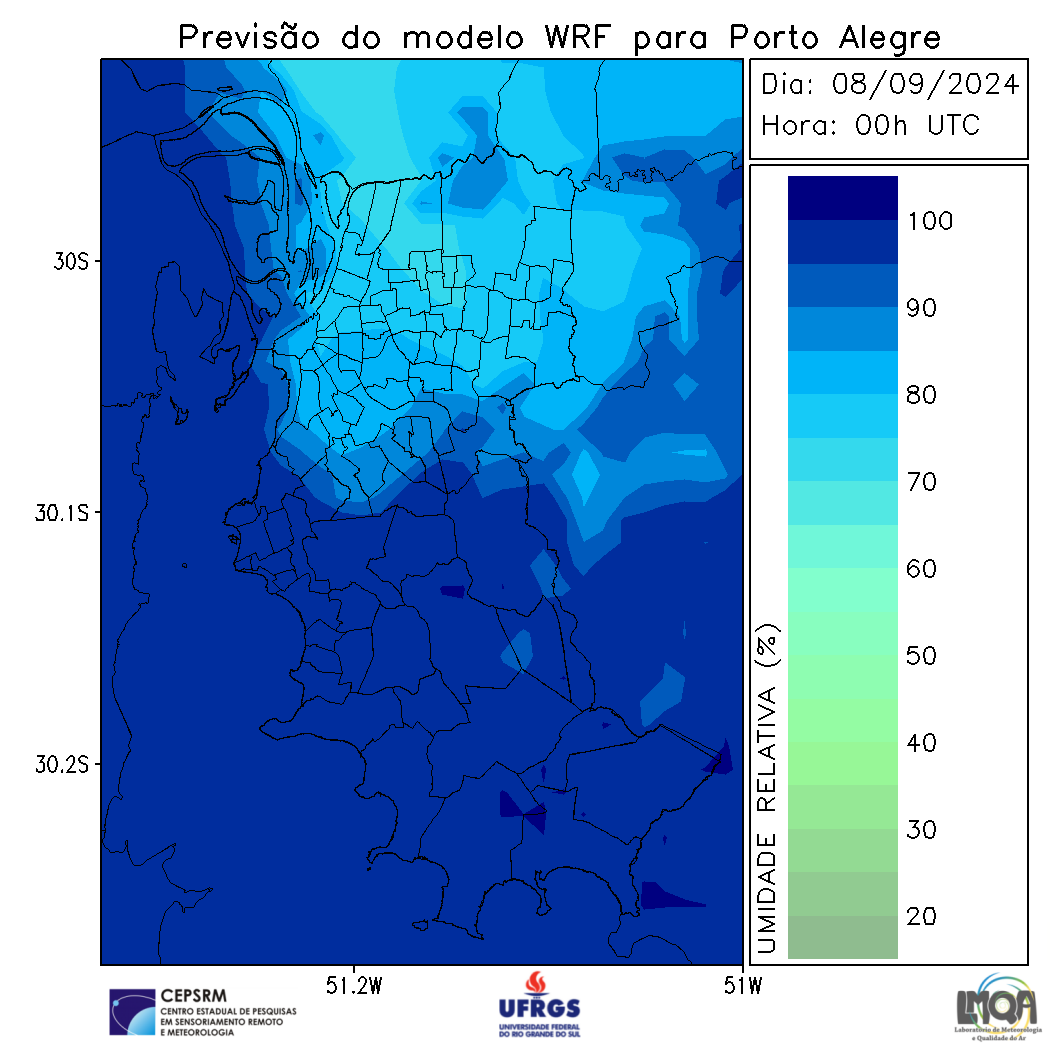 Previsão do modelo WRF para Porto Alegre
Dia: 08/09/2024
Hora: 00h UTC
100
90
80
70
60
50
40
30
20
UMIDADE RELATIVA (%)
30S
30.1S
30.2S
51.2W
51W
CEPSRM
CENTRO ESTADUAL DE PESQUISAS
EM SENSORIAMENTO REMOTO
E METEOROLOGIA
UFRGS
UNIVERSIDADE FEDERAL
DO RIO GRANDE DO SUL
LMQA
Laboratório de Meteorologia
e Qualidade do Ar